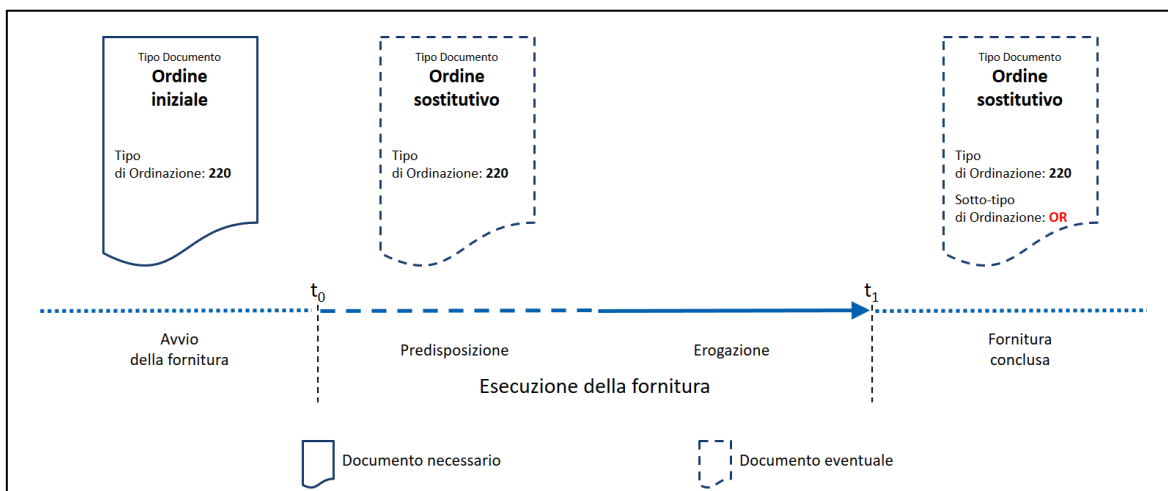 Tipo Documento
Ordine
iniziale
Tipo
di Ordinazione: 220
Tipo Documento
Ordine
sostitutivo
Tipo
di Ordinazione: 220
Tipo Documento
Ordine
sostitutivo
Tipo
di Ordinazione: 220
Sotto-tipo
di Ordinazione: OR
t0
t1
Avvio
della fornitura
Predisposizione
Erogazione
Fornitura
conclusa
Esecuzione della fornitura
Documento necessario
Documento eventuale